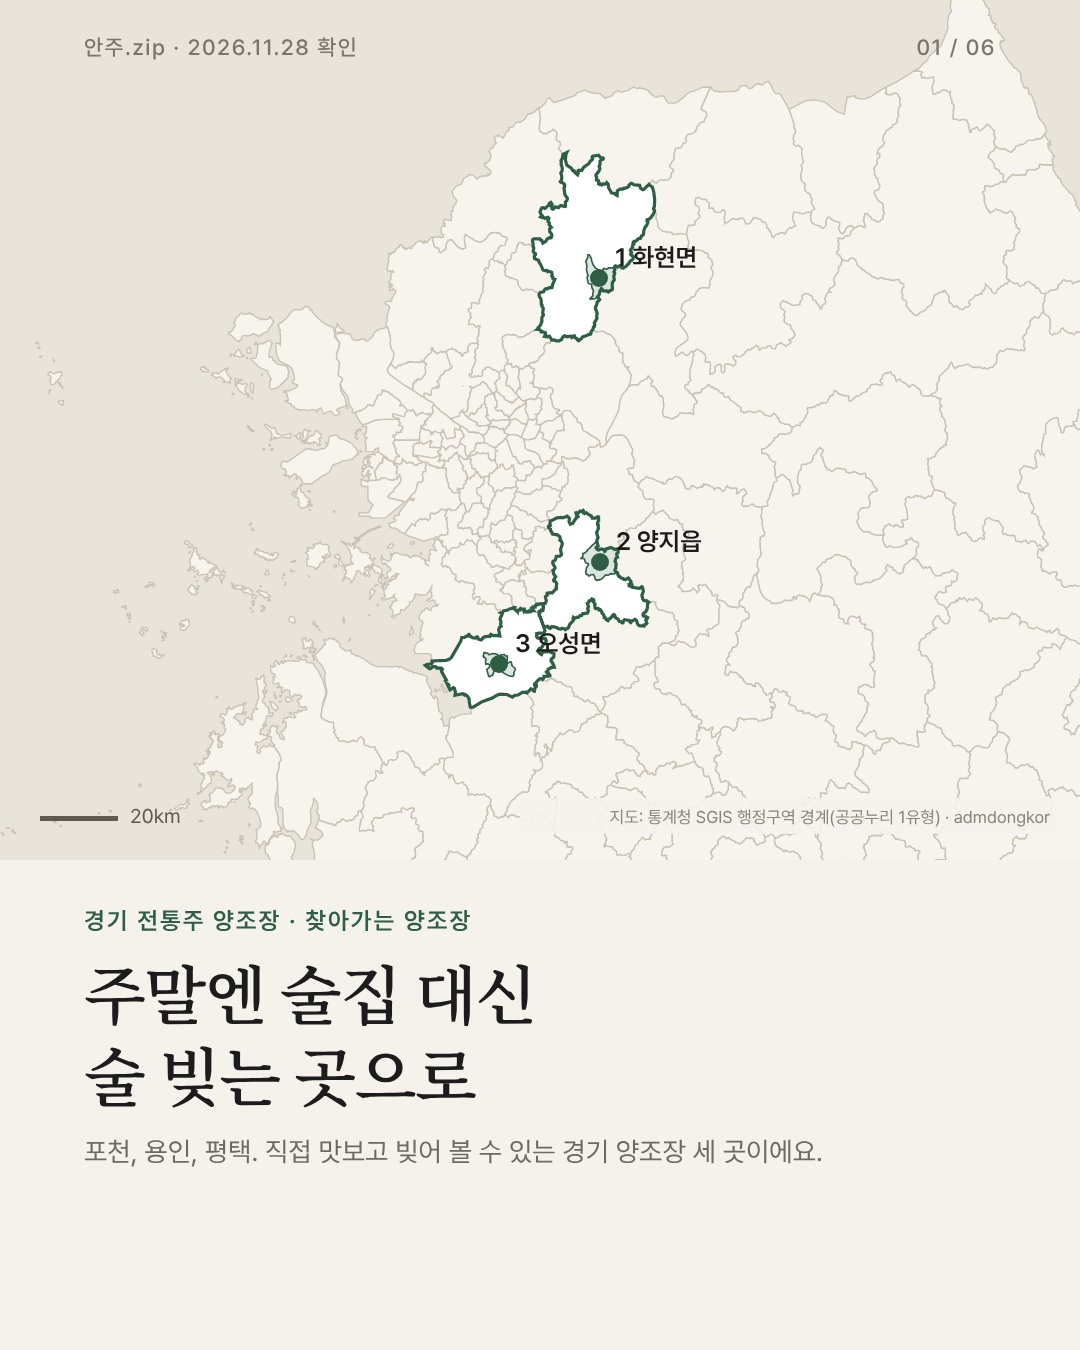 안주.zip · 2026.11.28 확인
01 / 06
1 화현면
2 양지읍
3 오성면
20km
지도: 통계청 SGIS 행정구역 경계(공공누리 1유형) · admdongkor
경기 전통주 양조장 · 찾아가는 양조장
주말엔 술집 대신
술 빚는 곳으로
포천, 용인, 평택. 직접 맛보고 빚어 볼 수 있는 경기 양조장 세 곳이에요.